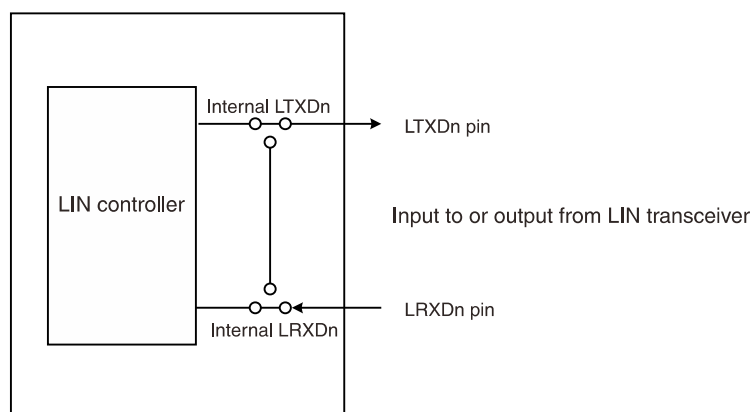 Internal LTXDn
LTXDn pin
LIN controller
Input to or output from LIN transceiver
LRXDn pin
Internal LRXDn